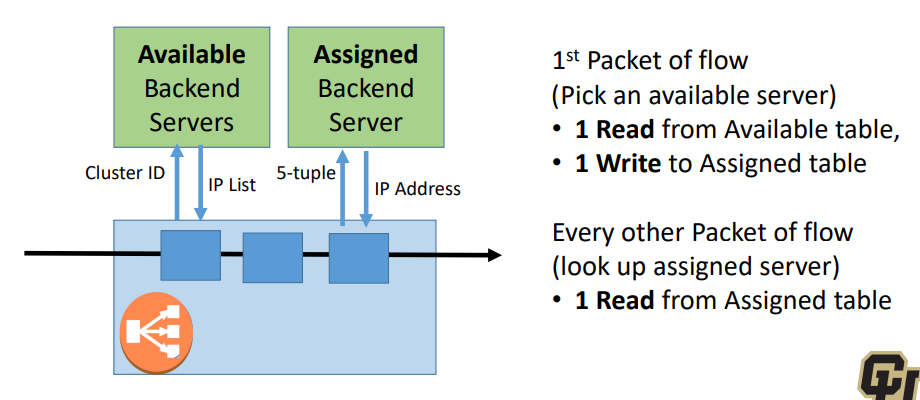 Available
Backend
Servers
Assigned
Backend
Server
Cluster ID
IP List
5-tuple
IP Address
1st Packet of flow
(Pick an available server)
• 1 Read from Available table,
• 1 Write to Assigned table
Every other Packet of flow
(look up assigned server)
• 1 Read from Assigned table
CU